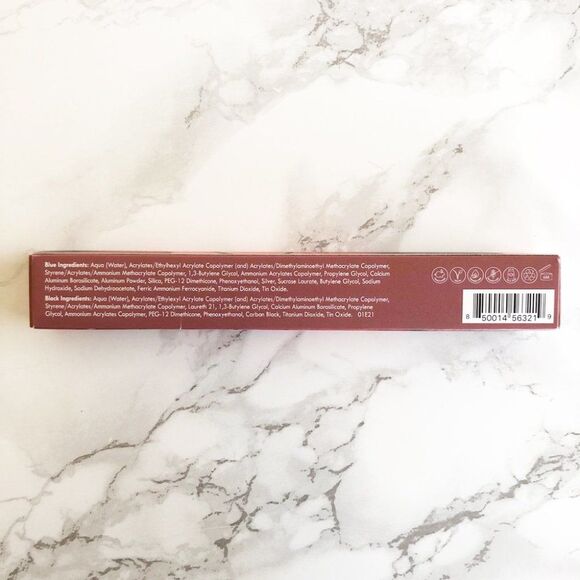 Blue Ingredients: Aqua (Water), Acrylates/Ethylhexyl Acrylate Copolymer (and) Acrylates/Dimethylaminoethyl Methacrylate Copolymer,
Styrene/Acrylates/Ammonium Methacrylate Copolymer, 1,3-Butylene Glycol, Ammonium Acrylates Copolymer, Propylene Glycol, Calcium
Aluminum Borosilicate, Aluminum Powder, Silica, PEG-12 Dimethicone, Phenoxyethanol, Silver, Sucrose Laurate, Butylene Glycol, Sodium
Hydroxide, Sodium Dehydroacetate, Ferric Ammonium Ferrocyanide, Titanium Dioxide, Tin Oxide.
Black Ingredients: Aqua (Water), Acrylates/Ethylexyl Acrylate Copolymer (and) Acrylates/Dimethylaminoethyl Methacrylate Copolymer,
Styrene/Acrylates/Ammonium Methacrylate Copolymer, Laureth 21, 1,3-Butylene Glycol, Calcium Aluminum Borosilicate, Propylene
Glycol, Ammonium Acrylates Copolymer, PEG-12 Dimethicone, Phenoxyethanol, Carbon Black, Titanium Dioxide, Tin Oxide. 01E21
8 50014 56321 9